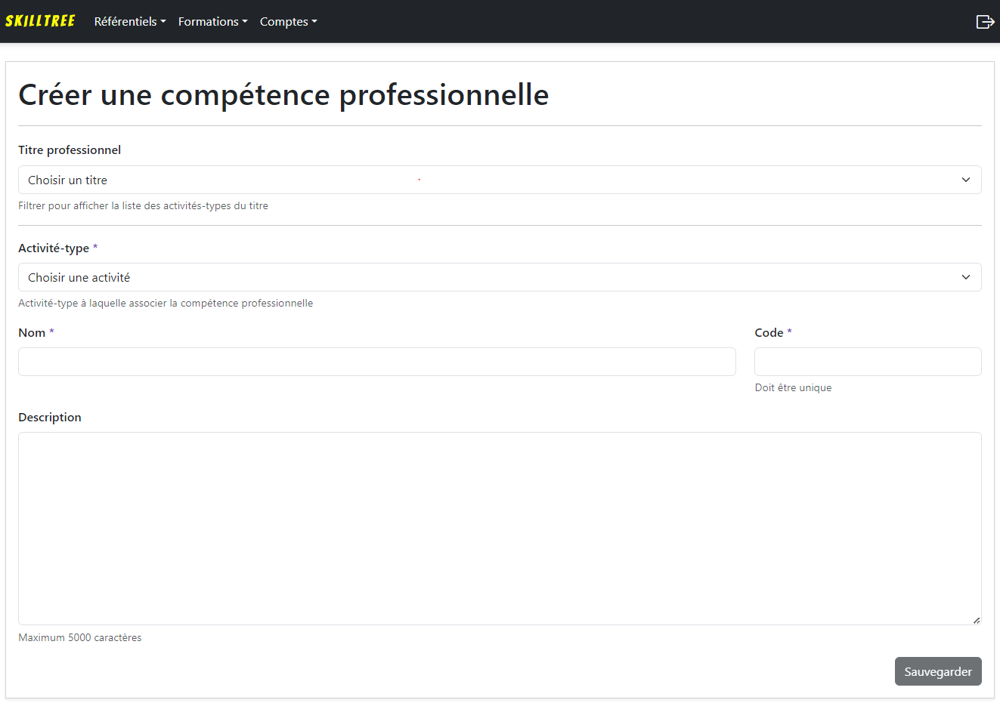 SKILLTREE Référentiels Formations Comptes
Créer une compétence professionnelle
Titre professionnel
Choisir un titre
Filtrer pour afficher la liste des activités-types du titre
Activité-type *
Choisir une activité
Activité-type à laquelle associer la compétence professionnelle
Nom * Code *
Doit être unique
Description
Maximum 5000 caractères
Sauvegarder